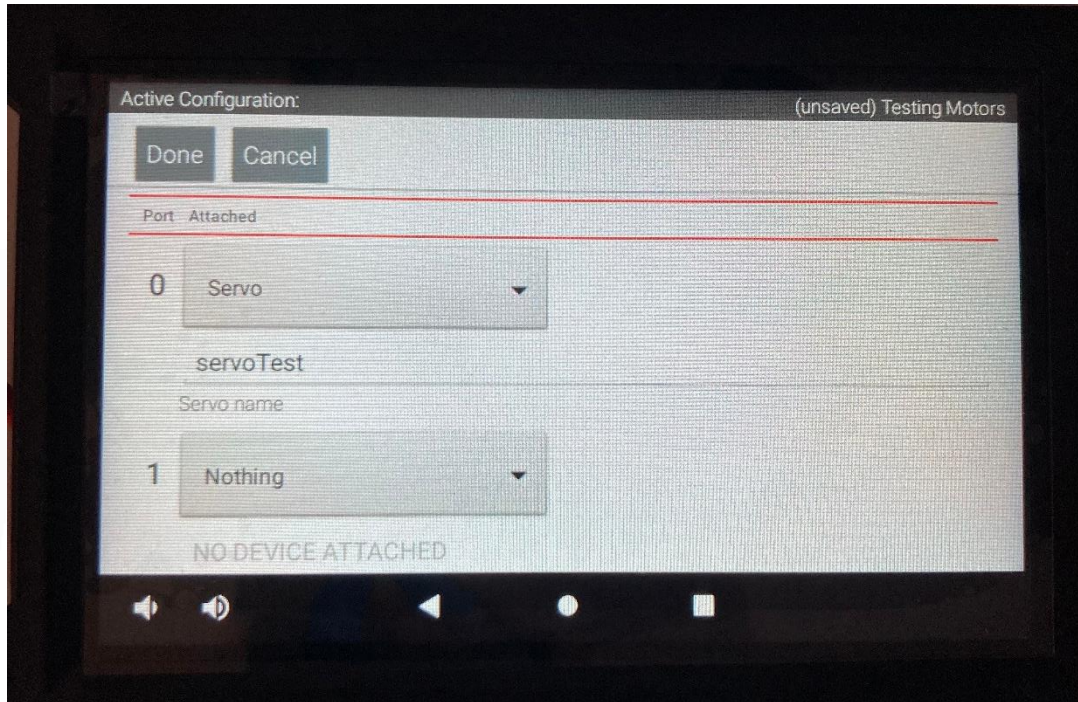 Active Configuration:
(unsaved) Testing Motors
Done Cancel
Port Attached
0 Servo
servoTest
Servo name
1 Nothing
NO DEVICE ATTACHED